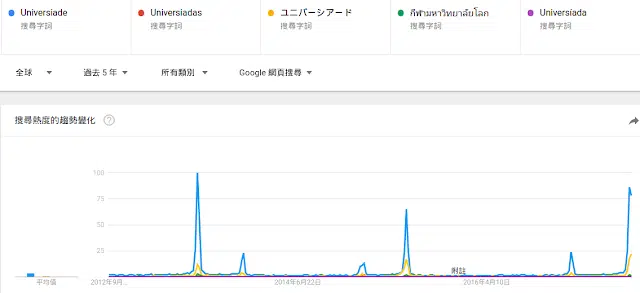 Universiade
搜尋字詞
Universiadas
搜尋字詞
ユニバーシアード
搜尋字詞
กีฬามหาวิทยาลัยโลก
搜尋字詞
Universíada
搜尋字詞
全球
過去 5 年
所有類別
Google 網頁搜尋
搜尋熱度的趨勢變化
100
75
50
25
附註
平均值
2012年9月...
2014年6月22日
2016年4月10日